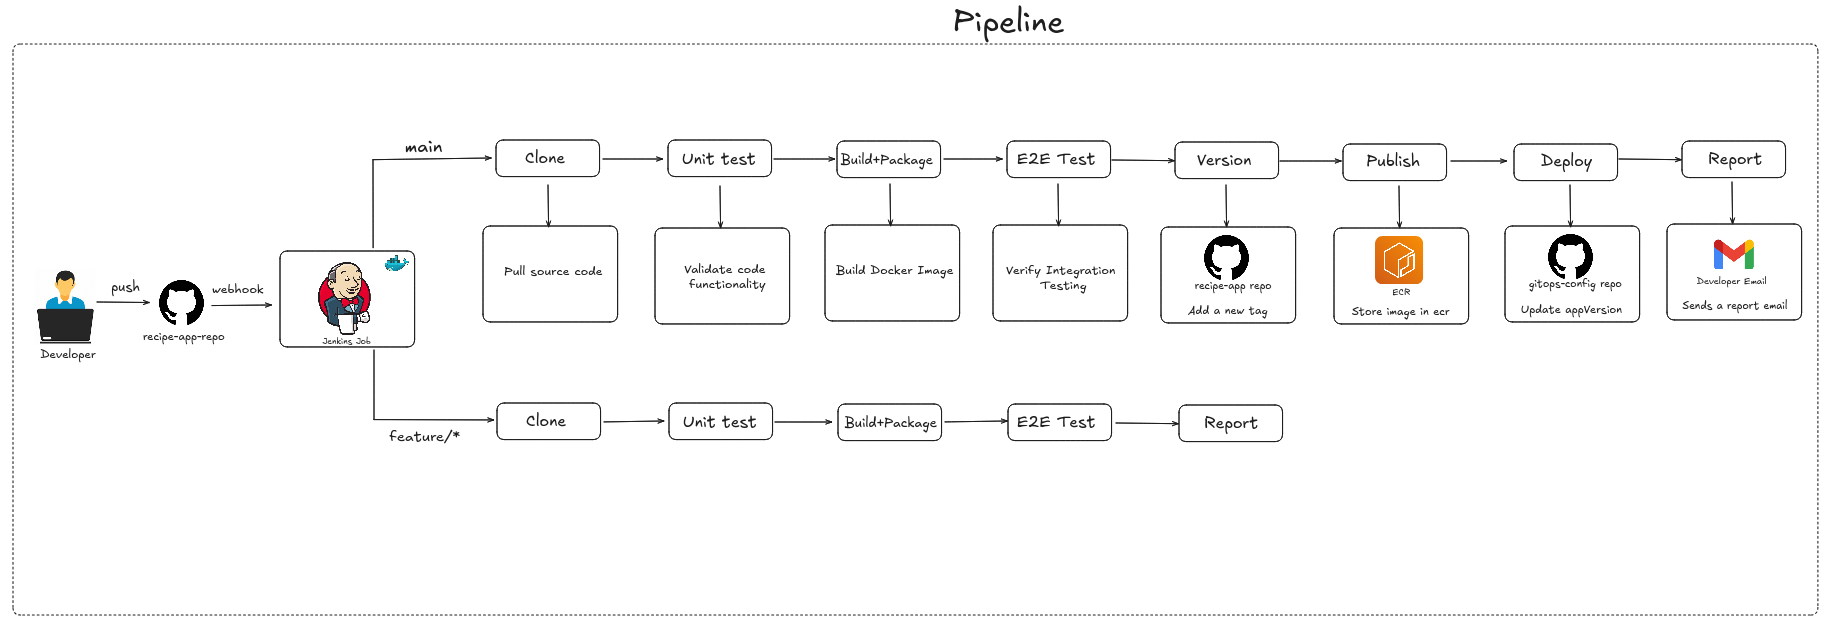 Pipeline
main
Clone
Unit test
Build+Package
E2E Test
Version
Publish
Deploy
Report
Pull source code
Validate code
functionality
Build Docker Image
Verify Integration
Testing
recipe-app repo
Add a new tag
ECR
Store image in ecr
gitops-config repo
Update appVersion
Developer Email
Sends a report email
push
webhook
recipe-app-repo
Developer
Jenkins Job
feature/*
Clone
Unit test
Build+Package
E2E Test
Report